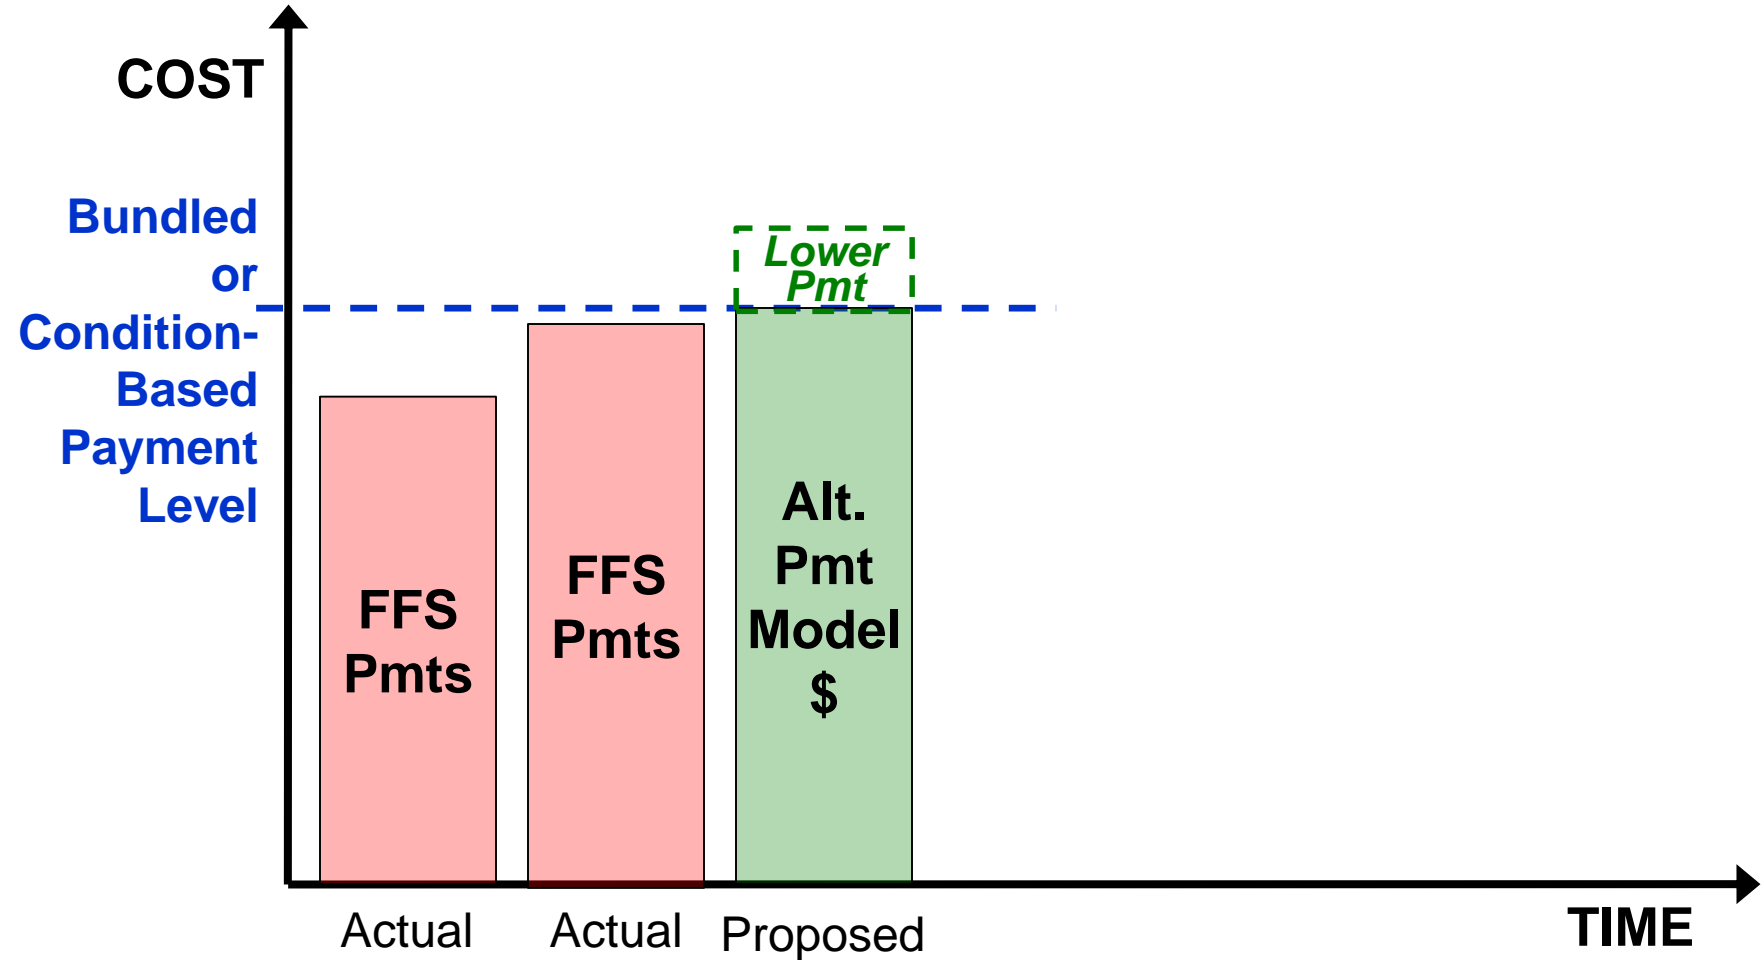 COST
Bundled
or
Condition-
Based
Payment
Level
Lower
Pmt
FFS
Pmts
FFS
Pmts
Alt.
Pmt
Model
$
Actual
Actual
Proposed
TIME